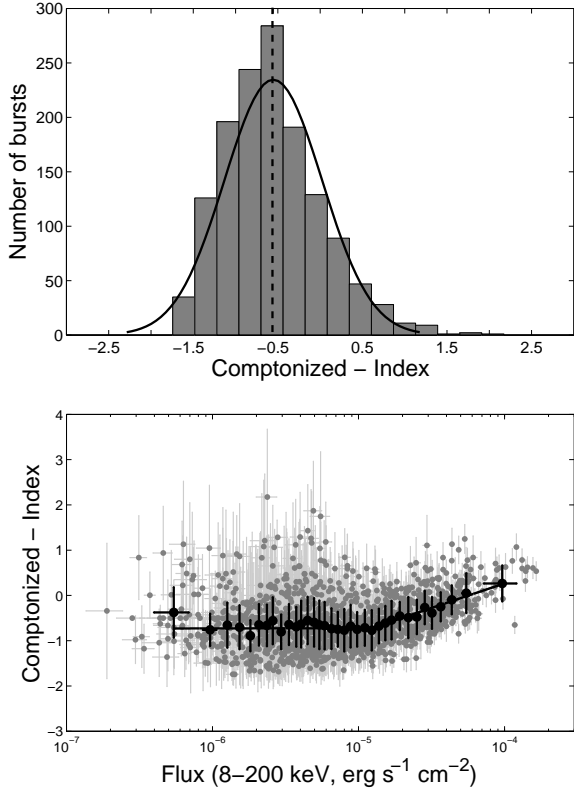 300
250
200
150
100
50
0
Number of bursts
-2.5 -1.5 -0.5 0.5 1.5 2.5
Comptonized − Index
4
3
2
1
0
−1
−2
−3
Comptonized − Index
10−7 10−6 10−5 10−4
Flux (8−200 keV, erg s−1 cm−2)